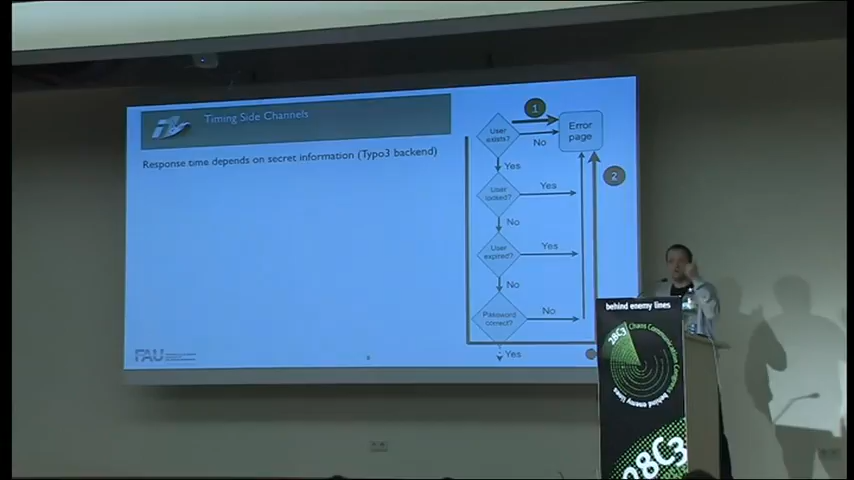 Timing Side Channels
Response time depends on secret information (Typo3 backend)
1
User
exists?
Error
page
No
Yes
2
User
locked?
Yes
No
User
expired?
Yes
No
Password
correct?
No
Yes
FAU
behind enemy lines
28C3
Chaos Communication Congress
behind enemy lines
28C3